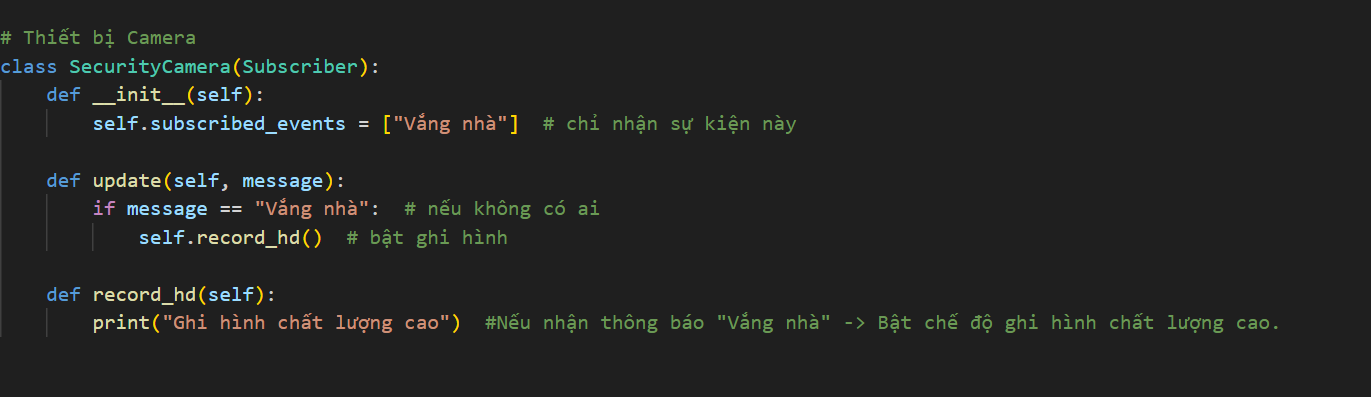 # Thiết bị Camera
class SecurityCamera(Subscriber):
    def __init__(self):
        self.subscribed_events = ["Vắng nhà"]  # chỉ nhận sự kiện này
    def update(self, message):
        if message == "Vắng nhà":  # nếu không có ai
            self.record_hd()  # bật ghi hình
    def record_hd(self):
        print("Ghi hình chất lượng cao")  #Nếu nhận thông báo "Vắng nhà" -> Bật chế độ ghi hình chất lượng cao.